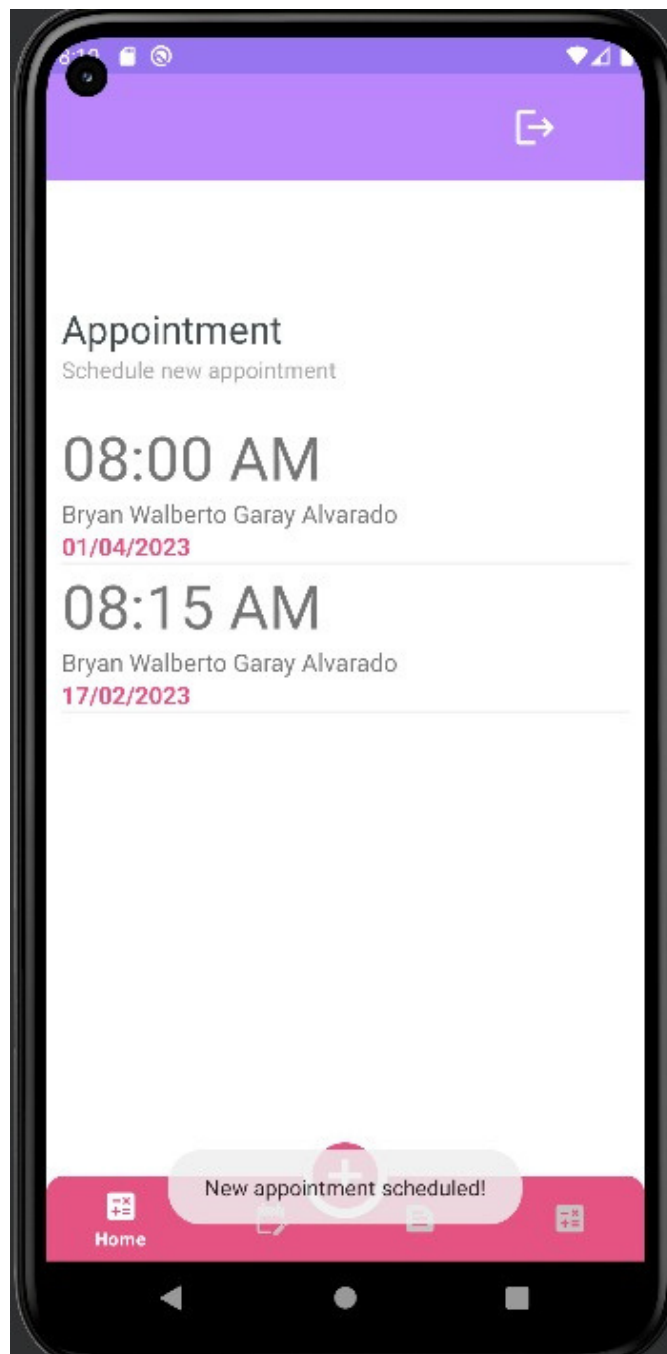 Appointment
Schedule new appointment
08:00 AM
Bryan Walberto Garay Alvarado
01/04/2023
08:15 AM
Bryan Walberto Garay Alvarado
17/02/2023
New appointment scheduled!
Home